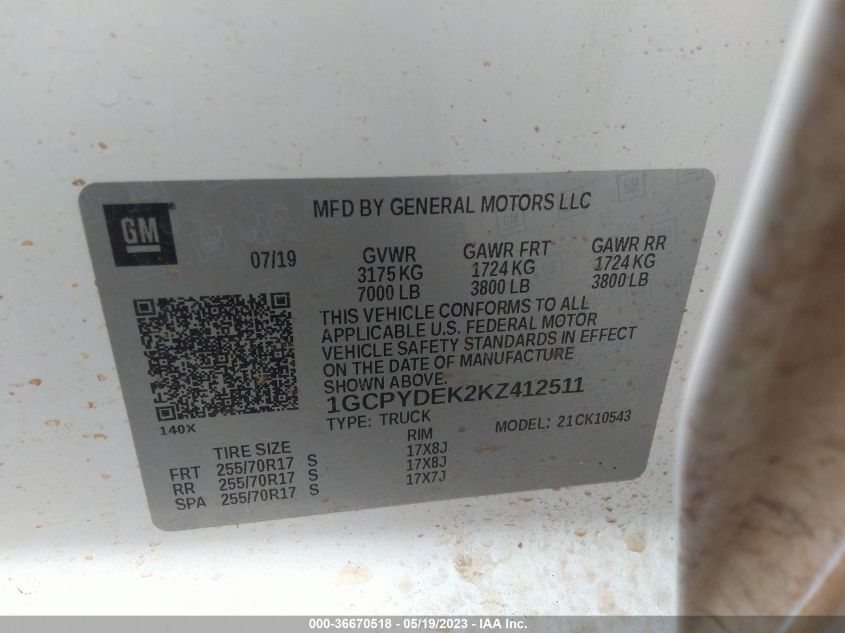 GM
MFD BY GENERAL MOTORS LLC
07/19
GVWR
3175 KG
7000 LB
GAWR FRT
1724 KG
3800 LB
GAWR RR
1724 KG
3800 LB
THIS VEHICLE CONFORMS TO ALL
APPLICABLE U.S. FEDERAL MOTOR
VEHICLE SAFETY STANDARDS IN EFFECT
ON THE DATE OF MANUFACTURE
SHOWN ABOVE.
1GCPYDEK2KZ412511
140X
TYPE: TRUCK
MODEL: 21CK10543
TIRE SIZE RIM
FRT 255/70R17 S 17X8J
RR 255/70R17 S 17X8J
SPA 255/70R17 S 17X7J
000-36670518 - 05/19/2023 - IAA Inc.